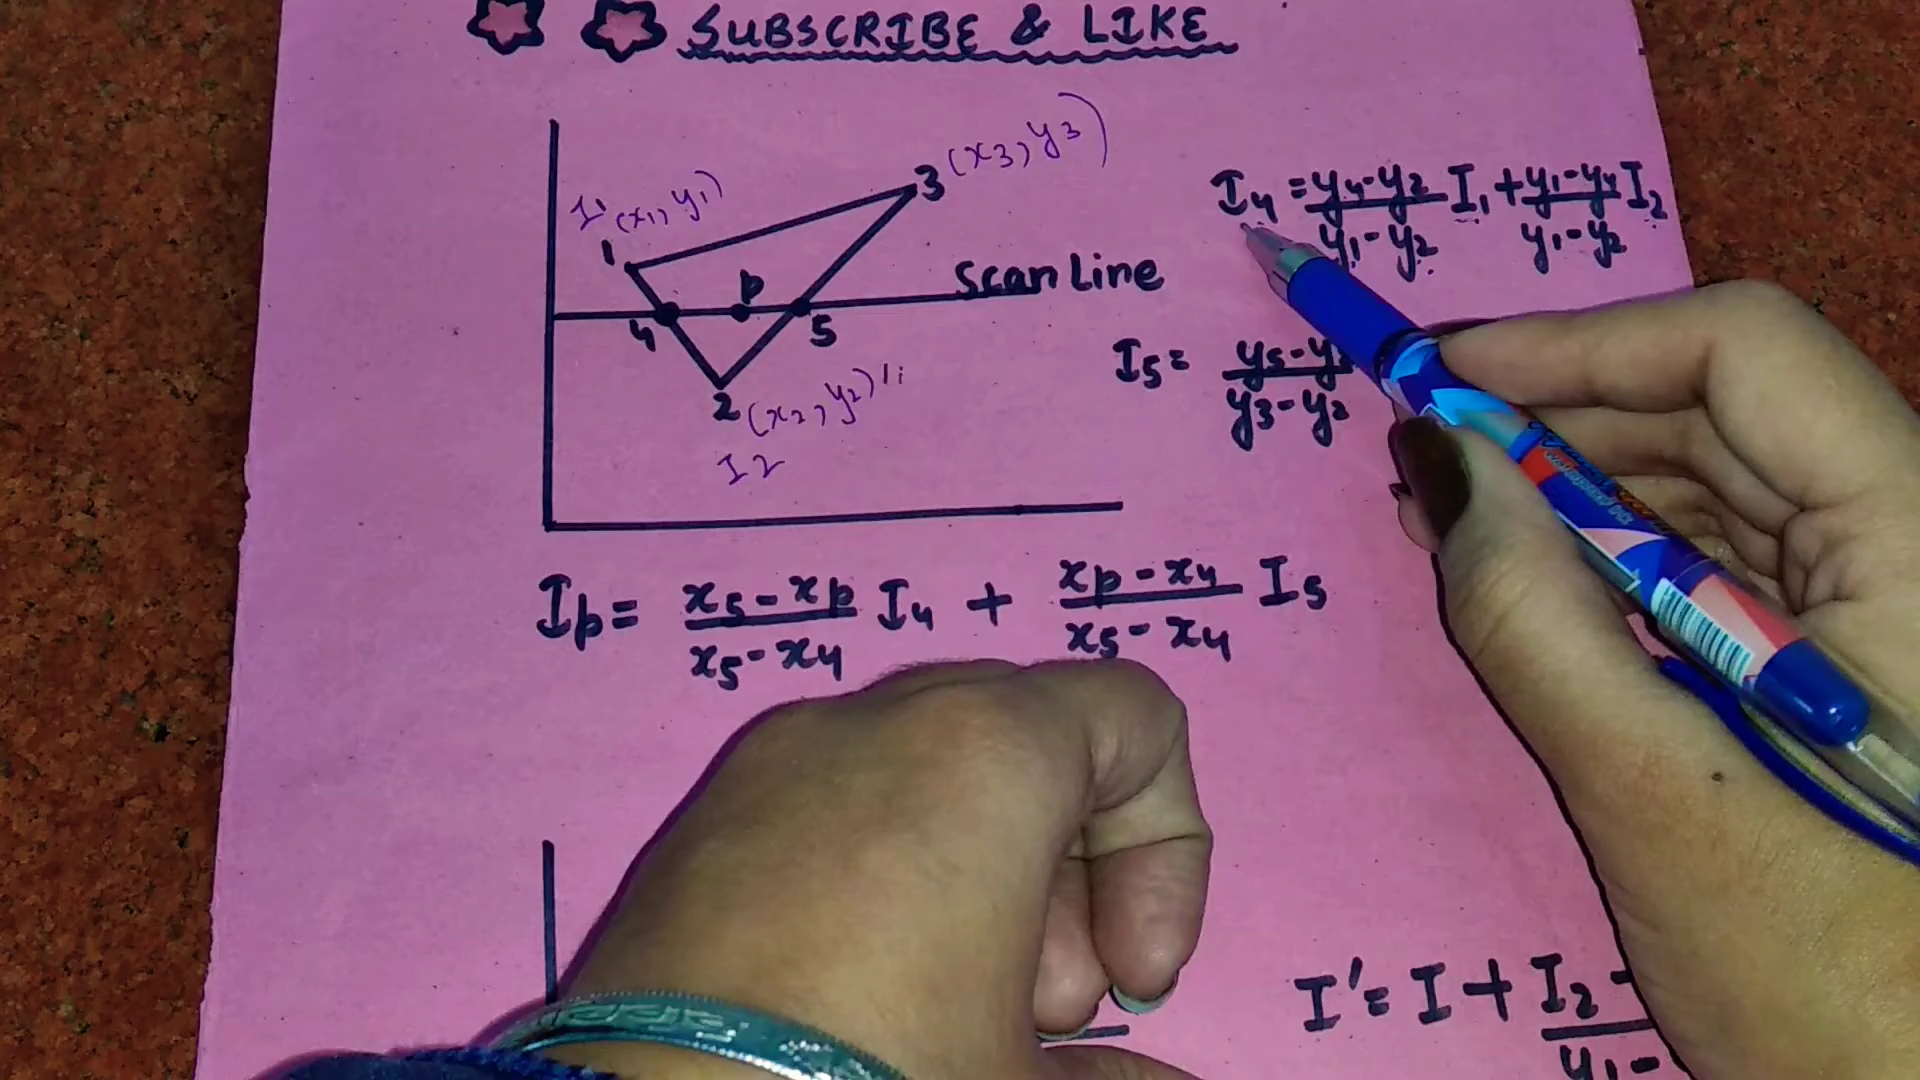 SUBSCRIBE & LIKE
3 (x3, y3)
I1 (x1, y1)
1
I4 = y4-y2/y1-y2 I1 + y1-y4/y1-y2 I2
p
Scan Line
4
5
I5 = y5-y2/y3-y2
2 (x2, y2)
I2
Ip = x5-xp/x5-x4 I4 + xp-x4/x5-x4 I5
I' = I + I2 -
y1 -